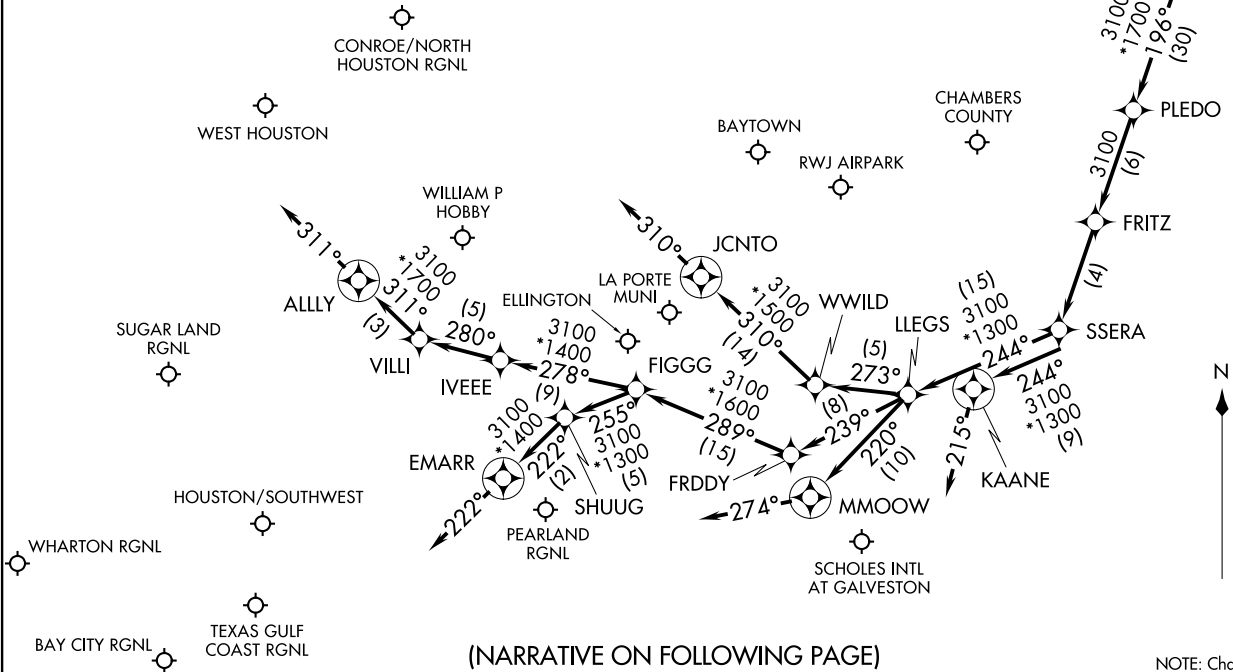 3100
*1700
196°
(30)
CONROE/NORTH
HOUSTON RGNL
WEST HOUSTON
BAYTOWN
RWJ AIRPARK
CHAMBERS
COUNTY
PLEDO
3100
(6)
FRITZ
(4)
WILLIAM P
HOBBY
311°
ALLLY
3100
*1700
311°
(3)
VILLI
(5)
280°
IVEEE
ELLINGTON
LA PORTE
MUNI
310°
JCNTO
3100
*1500
310°
(14)
WWILD
(5)
273°
LLEGS
(15)
3100
*1300
244°
SSERA
244°
3100
*1300
(9)
KAANE
215°
SUGAR LAND
RGNL
3100
*1400
278°
(9)
FIGGG
3100
*1600
289°
(15)
(8)
239°
FRDDY
220°
(10)
MMOOW
274°
255°
3100
*1300
(5)
SHUUG
3100
*1400
222°
(2)
EMARR
222°
PEARLAND
RGNL
SCHOLES INTL
AT GALVESTON
N
HOUSTON/SOUTHWEST
WHARTON RGNL
TEXAS GULF
COAST RGNL
BAY CITY RGNL
(NARRATIVE ON FOLLOWING PAGE)
NOTE: Cha